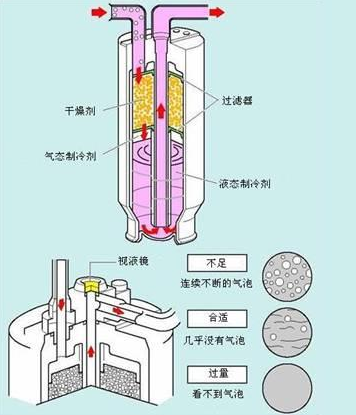 干燥剂
过滤器
气态制冷剂
液态制冷剂
视液镜
不足
连续不断的气泡
合适
几乎没有气泡
过量
看不到气泡